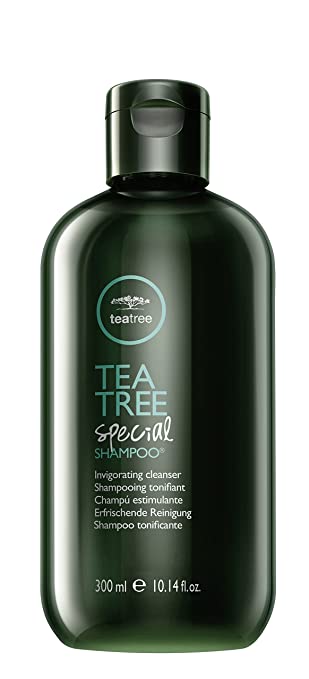 teatree
TEA
TREE
special
SHAMPOO®
Invigorating cleanser
Shampooing tonifiant
Champú estimulante
Erfrischende Reinigung
Shampoo tonificante
300 ml ℮ 10.14 fl.oz.